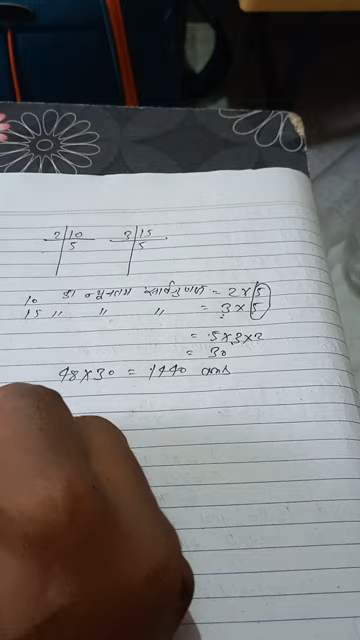 2|10 3|15
5 5
10 का न्यूनतम समापवर्तक = 2 x 5
15 " " " = 3 x 5
= 5 x 3 x 2
= 30
48 x 30 = 1440 ans